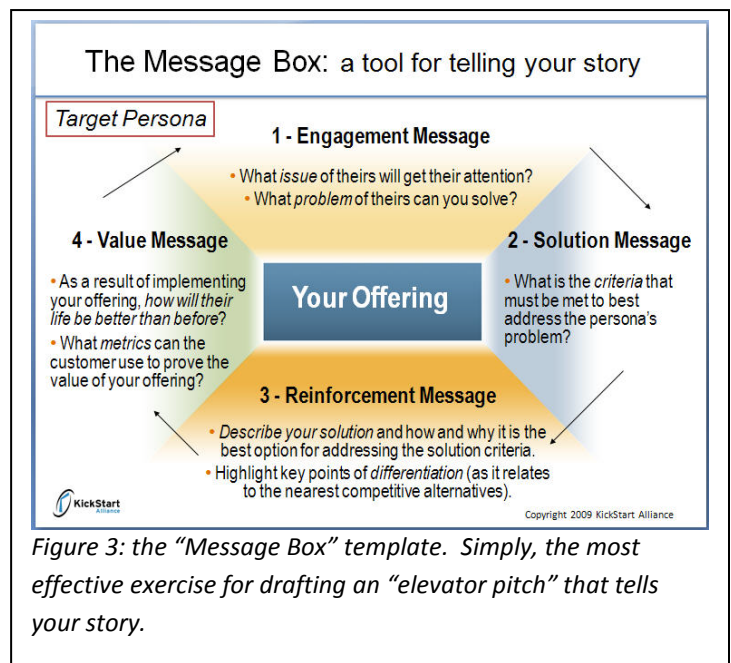 The Message Box: a tool for telling your story
Target Persona
1 - Engagement Message
• What issue of theirs will get their attention?
• What problem of theirs can you solve?
2 - Solution Message
• What is the criteria that
must be met to best
address the persona's
problem?
Your Offering
3 - Reinforcement Message
• Describe your solution and how and why it is the
best option for addressing the solution criteria.
• Highlight key points of differentiation (as it relates
to the nearest competitive alternatives).
4 - Value Message
• As a result of implementing
your offering, how will their
life be better than before?
• What metrics can the
customer use to prove the
value of your offering?
KickStart
Alliance
Copyright 2009 KickStart Alliance
Figure 3: the “Message Box” template.  Simply, the most
effective exercise for drafting an “elevator pitch” that tells
your story.